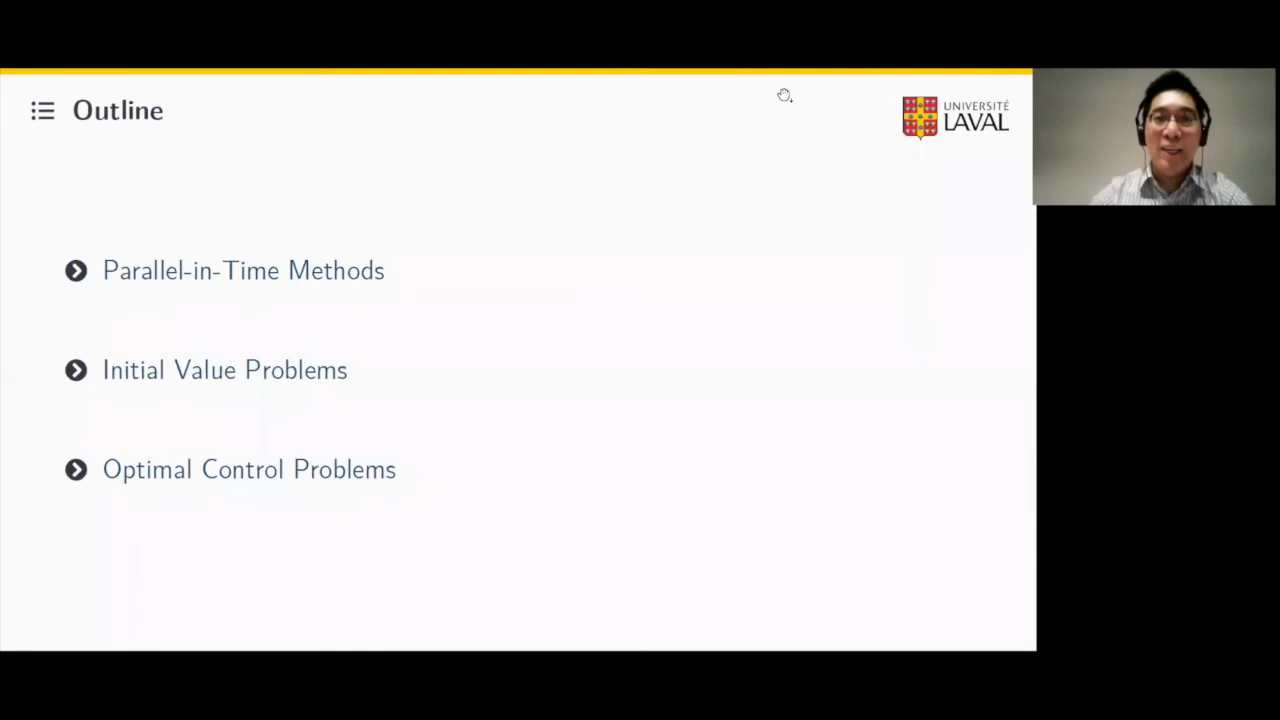 Outline
UNIVERSITÉ
LAVAL
Parallel-in-Time Methods
Initial Value Problems
Optimal Control Problems